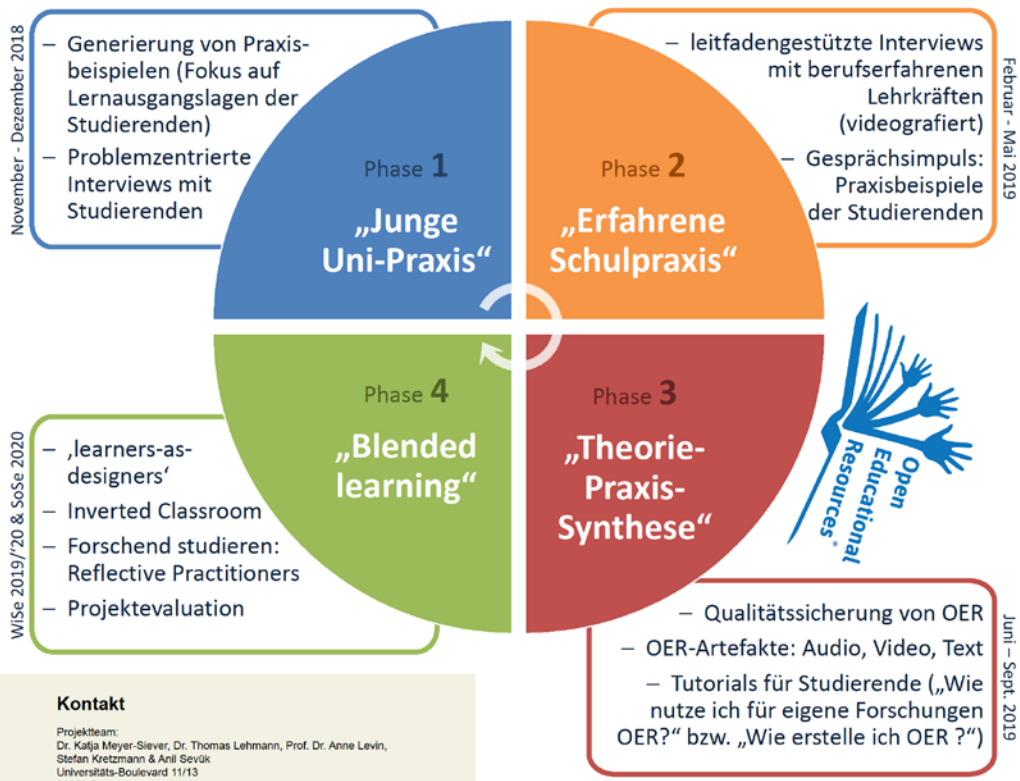 November - Dezember 2018
– Generierung von Praxis-
beispielen (Fokus auf
Lernausgangslagen der
Studierenden)
– Problemzentrierte
Interviews mit
Studierenden
Phase 1
„Junge
Uni-Praxis“
Phase 2
„Erfahrene
Schulpraxis“
– leitfadengestützte Interviews
mit berufserfahrenen
Lehrkräften
(videografiert)
– Gesprächsimpuls:
Praxisbeispiele
der Studierenden
Februar - Mai 2019
Phase 3
„Theorie-
Praxis-
Synthese“
Open
Educational
Resources
– Qualitätssicherung von OER
– OER-Artefakte: Audio, Video, Text
– Tutorials für Studierende („Wie
nutze ich für eigene Forschungen
OER?“ bzw. „Wie erstelle ich OER ?“)
Juni – Sept. 2019
Phase 4
„Blended
learning“
WiSe 2019/'20 & SoSe 2020
– ‚learners-as-
designers‘
– Inverted Classroom
– Forschend studieren:
Reflective Practitioners
– Projektevaluation
Kontakt
Projektteam:
Dr. Katja Meyer-Siever, Dr. Thomas Lehmann, Prof. Dr. Anne Levin,
Stefan Kretzmann & Anil Sevük
Universitäts-Boulevard 11/13